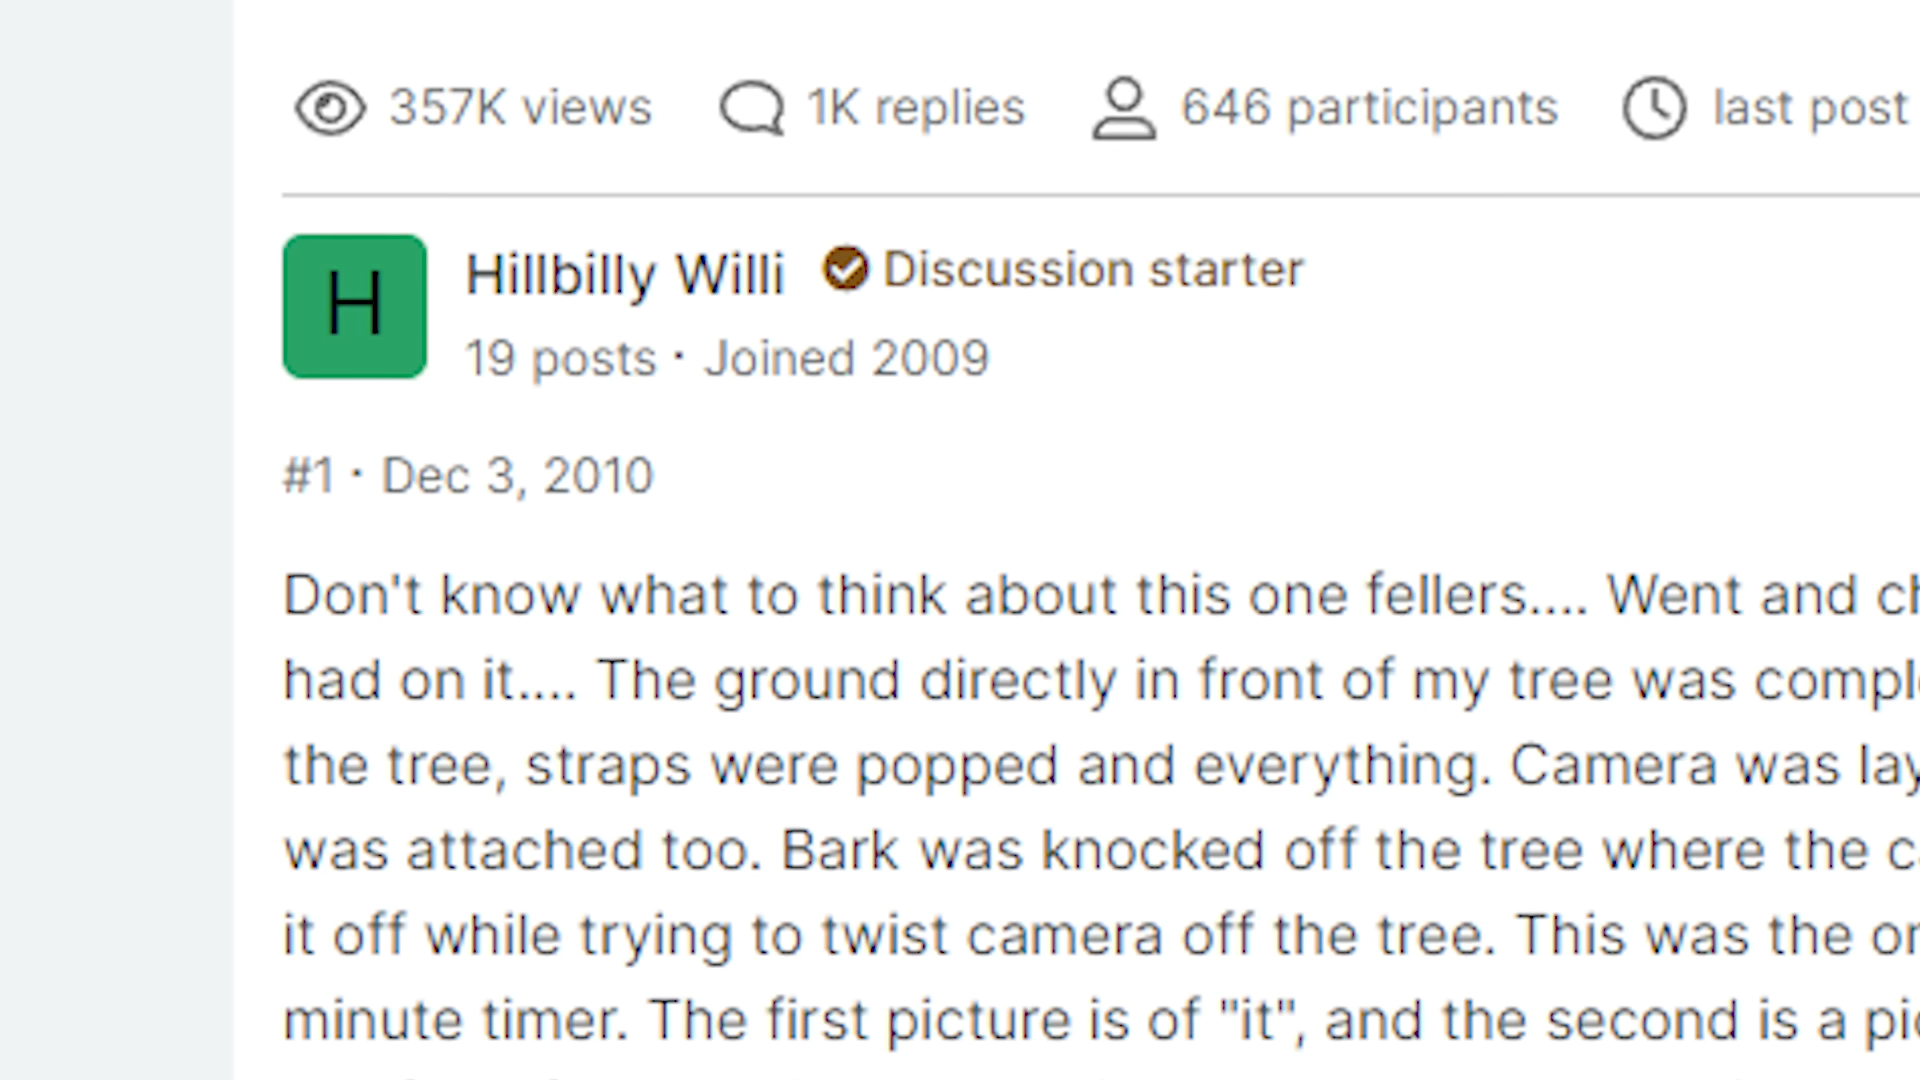 357K views 1K replies 646 participants last post
H
Hillbilly Willi Discussion starter
19 posts · Joined 2009
#1 · Dec 3, 2010
Don't know what to think about this one fellers.... Went and
had on it.... The ground directly in front of my tree was
the tree, straps were popped and everything. Camera was
was attached too. Bark was knocked off the tree where the
it off while trying to twist camera off the tree. This was the
minute timer. The first picture is of "it", and the second is a